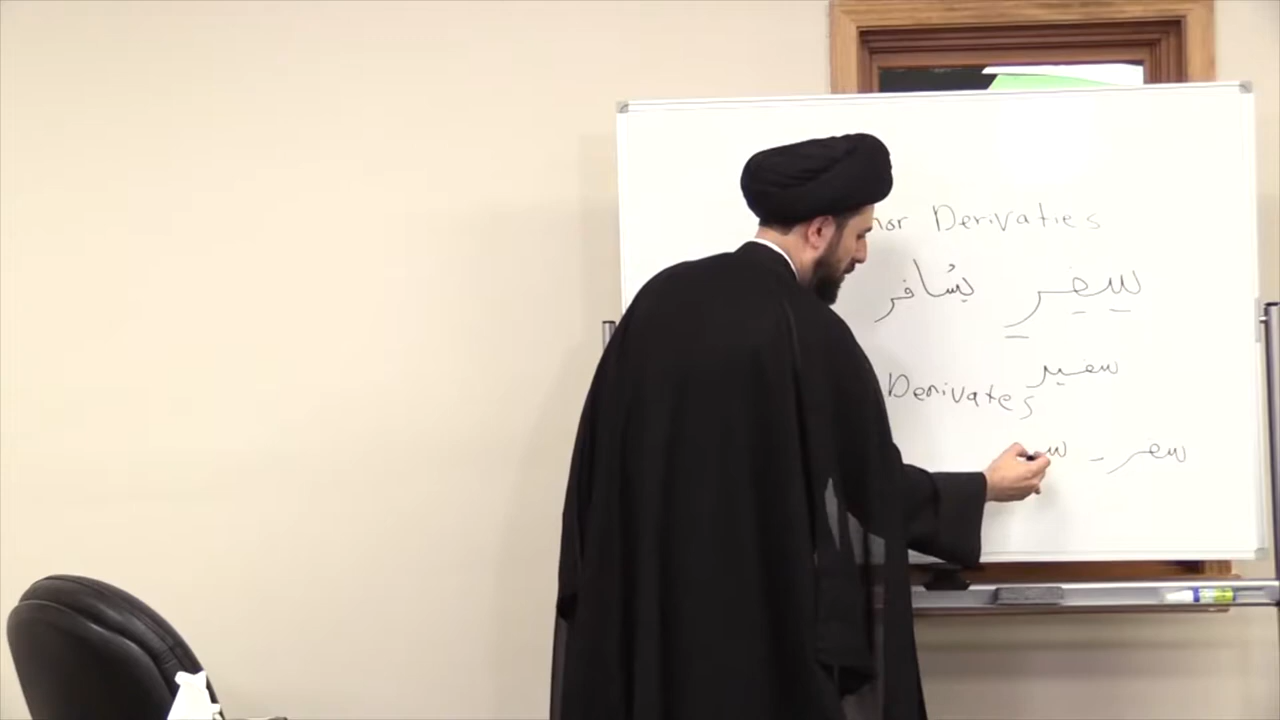 nor Derivaties
سفر يُسافر
سفير
Derivates
سفر -